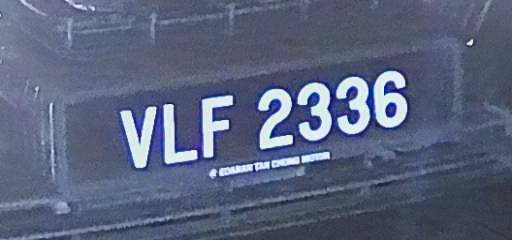 VLF 2336
@ EDARAN TAN CHONG MOTOR